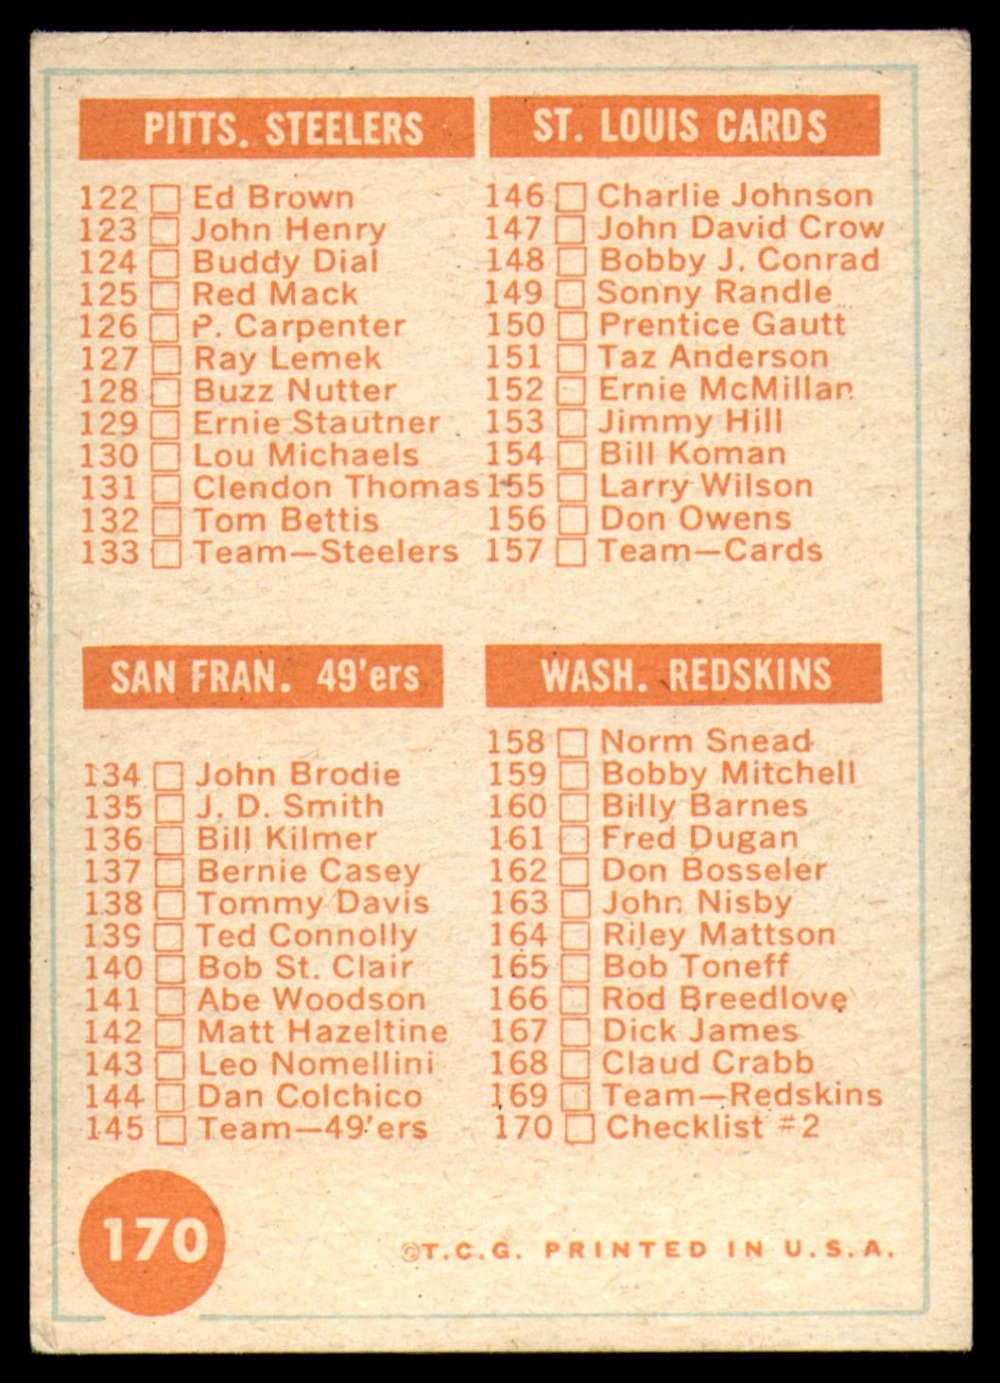 PITTS. STEELERS
122 Ed Brown
123 John Henry
124 Buddy Dial
125 Red Mack
126 P. Carpenter
127 Ray Lemek
128 Buzz Nutter
129 Ernie Stautner
130 Lou Michaels
131 Clendon Thomas
132 Tom Bettis
133 Team—Steelers
ST. LOUIS CARDS
146 Charlie Johnson
147 John David Crow
148 Bobby J. Conrad
149 Sonny Randle
150 Prentice Gautt
151 Taz Anderson
152 Ernie McMillan
153 Jimmy Hill
154 Bill Koman
155 Larry Wilson
156 Don Owens
157 Team—Cards
SAN FRAN. 49'ers
134 John Brodie
135 J. D. Smith
136 Bill Kilmer
137 Bernie Casey
138 Tommy Davis
139 Ted Connolly
140 Bob St. Clair
141 Abe Woodson
142 Matt Hazeltine
143 Leo Nomellini
144 Dan Colchico
145 Team—49'ers
WASH. REDSKINS
158 Norm Snead
159 Bobby Mitchell
160 Billy Barnes
161 Fred Dugan
162 Don Bosseler
163 John Nisby
164 Riley Mattson
165 Bob Toneff
166 Rod Breedlove
167 Dick James
168 Claud Crabb
169 Team—Redskins
170 Checklist #2
170
©T.C.G. PRINTED IN U.S.A.